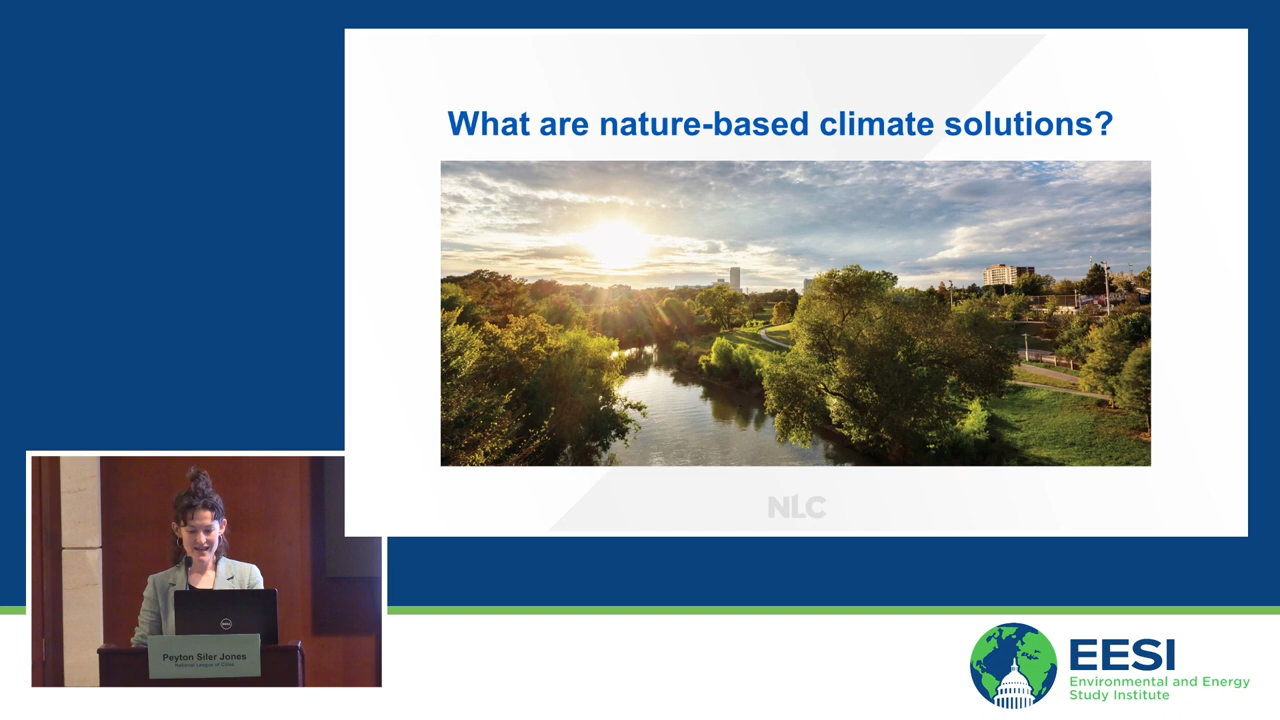 What are nature-based climate solutions?
NLC
DELL
Peyton Siler Jones
National League of Cities
EESI
Environmental and Energy
Study Institute